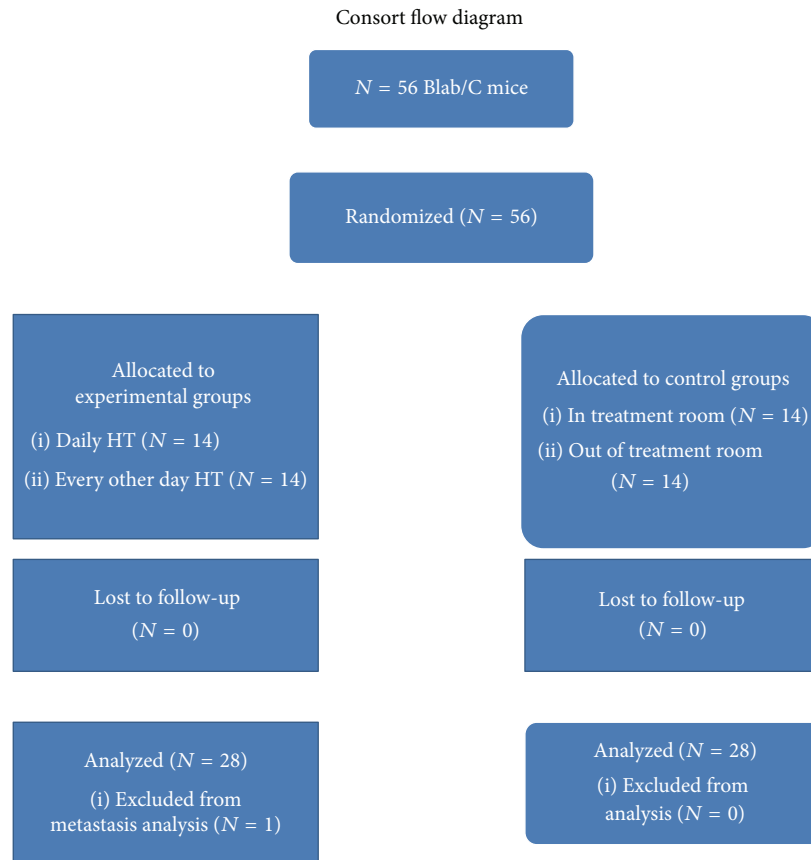 Consort flow diagram
N = 56 Blab/C mice
Randomized (N = 56)
Allocated to
experimental groups
(i) Daily HT (N = 14)
(ii) Every other day HT (N = 14)
Allocated to control groups
(i) In treatment room (N = 14)
(ii) Out of treatment room
(N = 14)
Lost to follow-up
(N = 0)
Lost to follow-up
(N = 0)
Analyzed (N = 28)
(i) Excluded from
metastasis analysis (N = 1)
Analyzed (N = 28)
(i) Excluded from
analysis (N = 0)